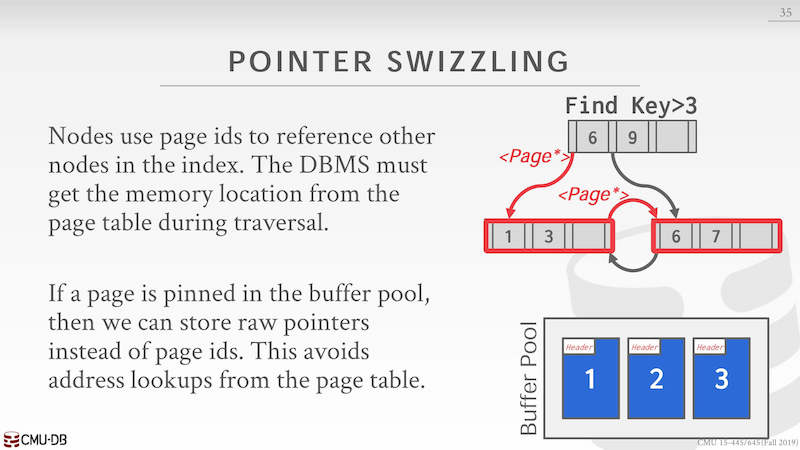 35
POINTER SWIZZLING
Nodes use page ids to reference other
nodes in the index. The DBMS must
get the memory location from the
page table during traversal.
If a page is pinned in the buffer pool,
then we can store raw pointers
instead of page ids. This avoids
address lookups from the page table.
Find Key>3
6 9
<Page*>
<Page*>
1 3
6 7
Buffer Pool
Header Header Header
1 2 3
CMU·DB
CMU 15-445/645 (Fall 2019)